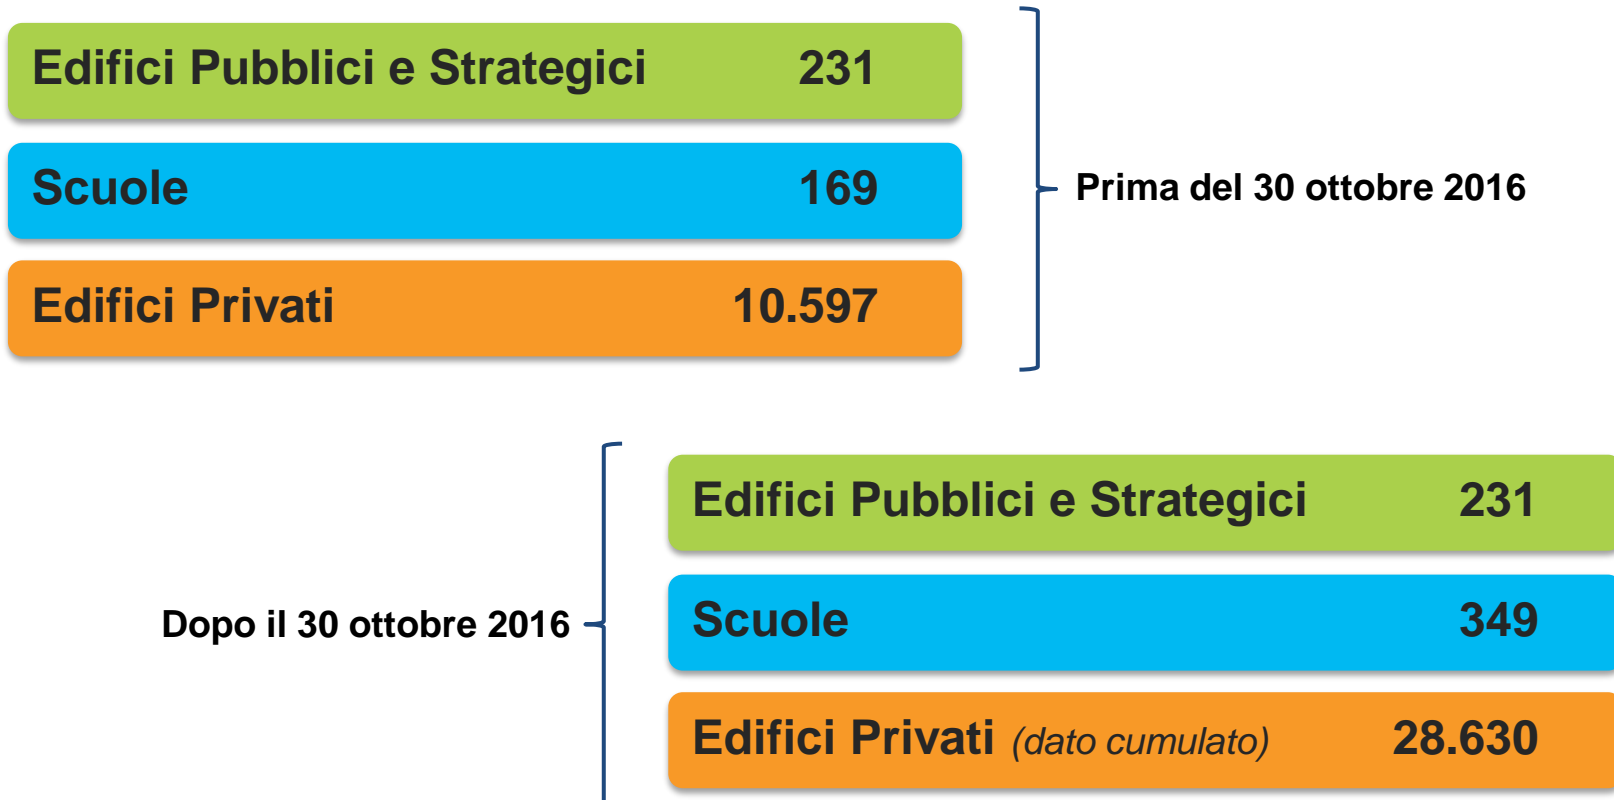 Edifici Pubblici e Strategici 231
Scuole 169
Edifici Privati 10.597
Prima del 30 ottobre 2016
Dopo il 30 ottobre 2016
Edifici Pubblici e Strategici 231
Scuole 349
Edifici Privati (dato cumulato) 28.630